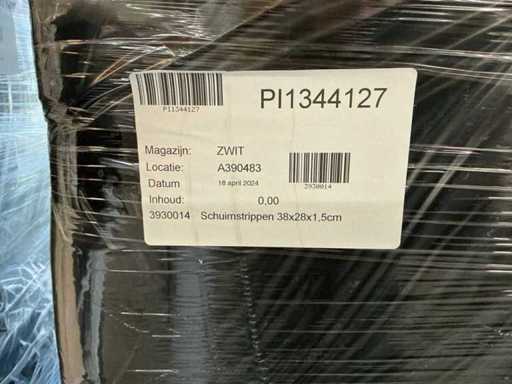 PI1344127
PI1344127
Magazijn: ZWIT
Locatie: A390483
Datum 18 april 2024
3930014
Inhoud: 0,00
3930014 Schuimstrippen 38x28x1,5cm